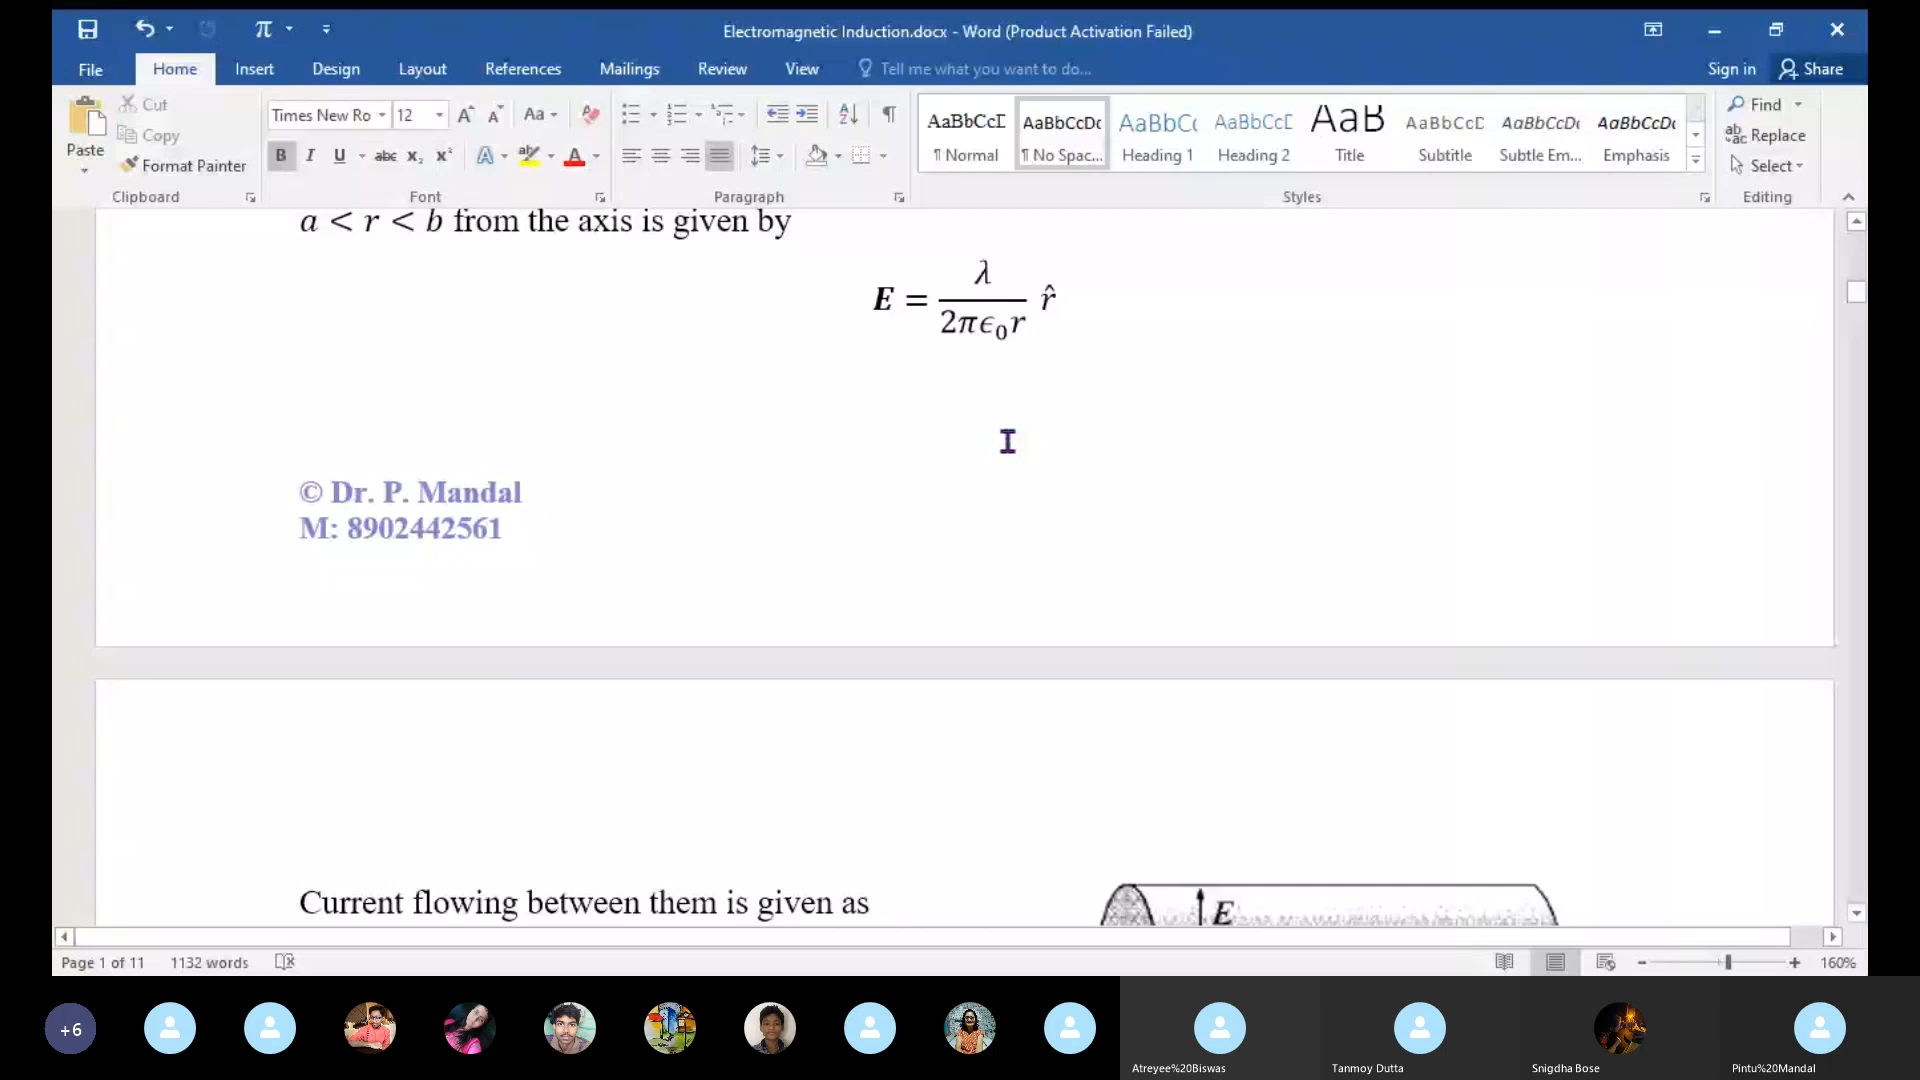 Electromagnetic Induction.docx - Word (Product Activation Failed)
File Home Insert Design Layout References Mailings Review View Tell me what you want to do... Sign in Share
Paste
Cut
Copy
Format Painter
Clipboard
Times New Ro 12
Font
Paragraph
AaBbCcD AaBbCcDc AaBbC AaBbCcD AaB AaBbCcD AaBbCcDc AaBbCcDc
¶ Normal ¶ No Spac... Heading 1 Heading 2 Title Subtitle Subtle Em... Emphasis
Styles
Find
Replace
Select
Editing
a < r < b from the axis is given by
E = λ / 2πϵ₀r r̂
© Dr. P. Mandal
M: 8902442561
Current flowing between them is given as
E
Page 1 of 11 1132 words 160%
+6
Atreyee%20Biswas Tanmoy Dutta Snigdha Bose Pintu%20Mandal